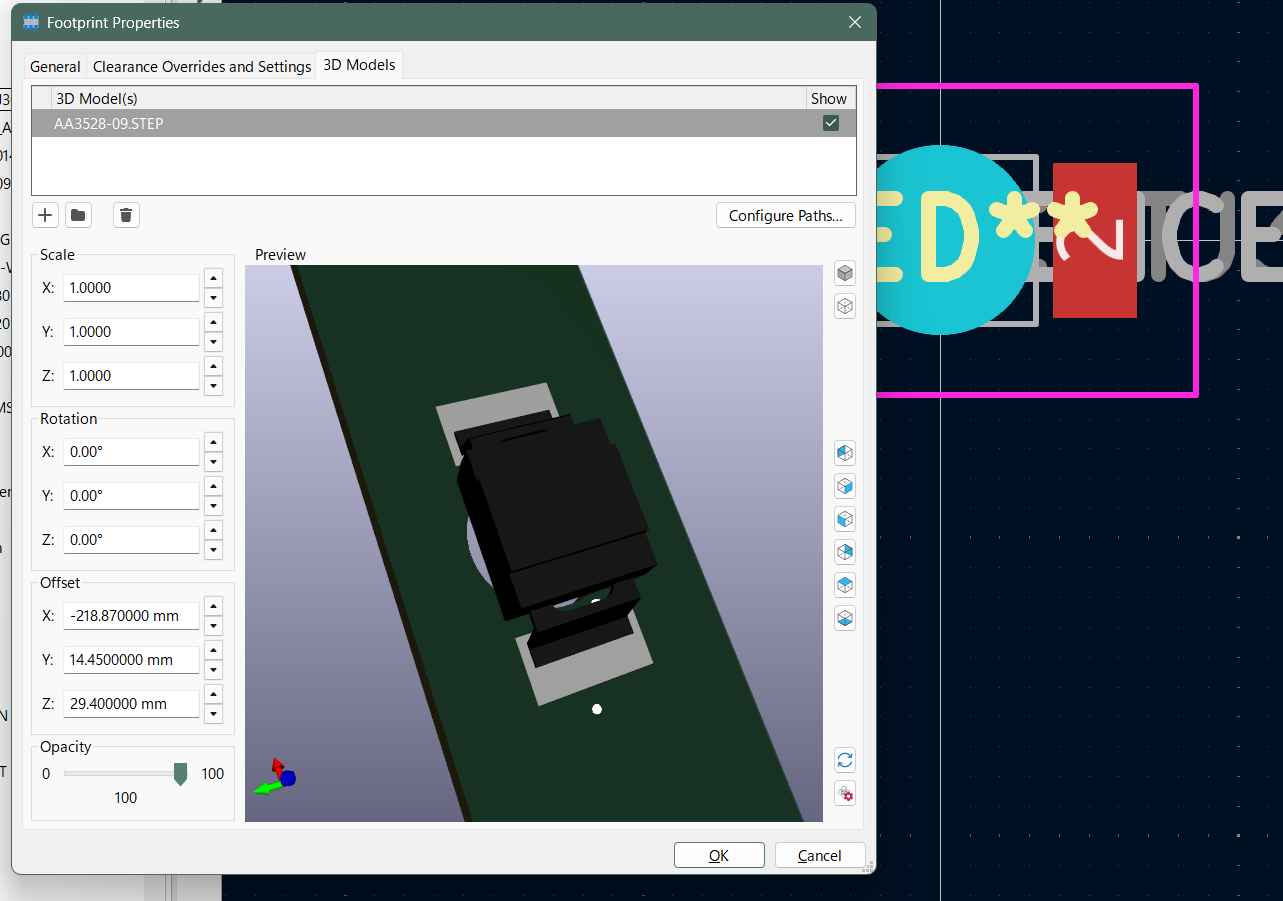 Footprint Properties
General
Clearance Overrides and Settings
3D Models
3D Model(s)
Show
AA3528-09.STEP
Configure Paths...
Scale
X: 1.0000
Y: 1.0000
Z: 1.0000
Rotation
X: 0.00°
Y: 0.00°
Z: 0.00°
Offset
X: -218.870000 mm
Y: 14.4500000 mm
Z: 29.400000 mm
Opacity
0
100
100
Preview
OK
Cancel
ED**
2